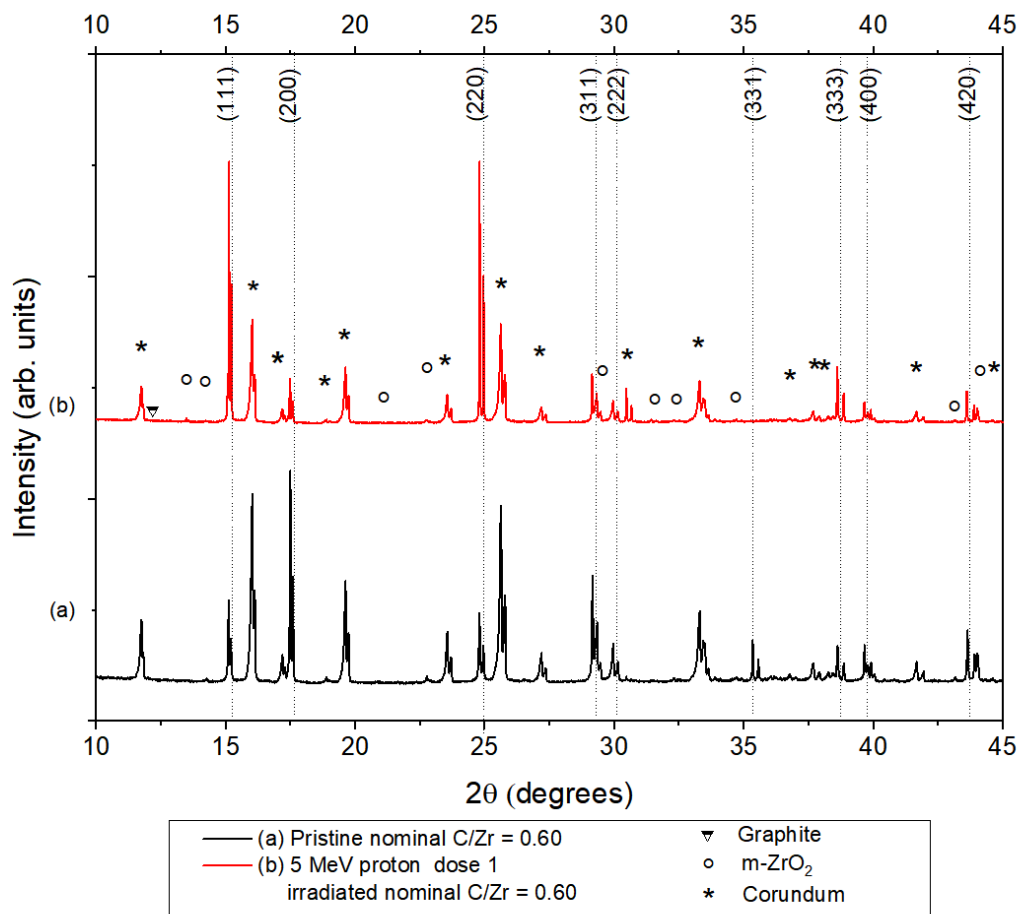 10 15 20 25 30 35 40 45
(111) (200) (220) (311) (222) (331) (333) (400) (420)
Intensity (arb. units)
(b)
(a)
10 15 20 25 30 35 40 45
2θ (degrees)
(a) Pristine nominal C/Zr = 0.60
(b) 5 MeV proton dose 1
irradiated nominal C/Zr = 0.60
Graphite
m-ZrO₂
Corundum